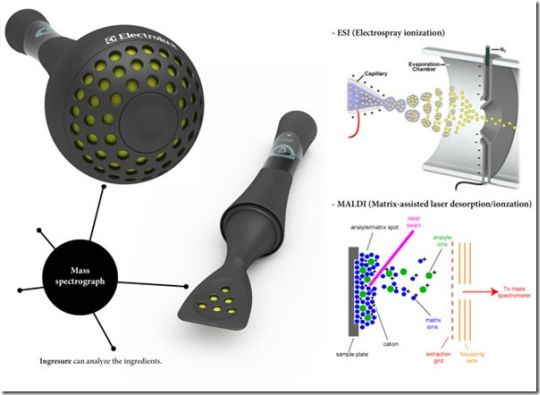 Electrolux
Mass
spectrograph
Ingresure can analyze the ingredients.
- ESI (Electrospray ionization)
N₂
Evaporation
Chamber
Capillary
- MALDI (Matrix-assisted laser desorption/ionzation)
analyte/matrix spot
laser
beam
analyte
ions
To mass
spectrometer
matrix
ions
cation
sample plate
extraction
grid
focussing
lens